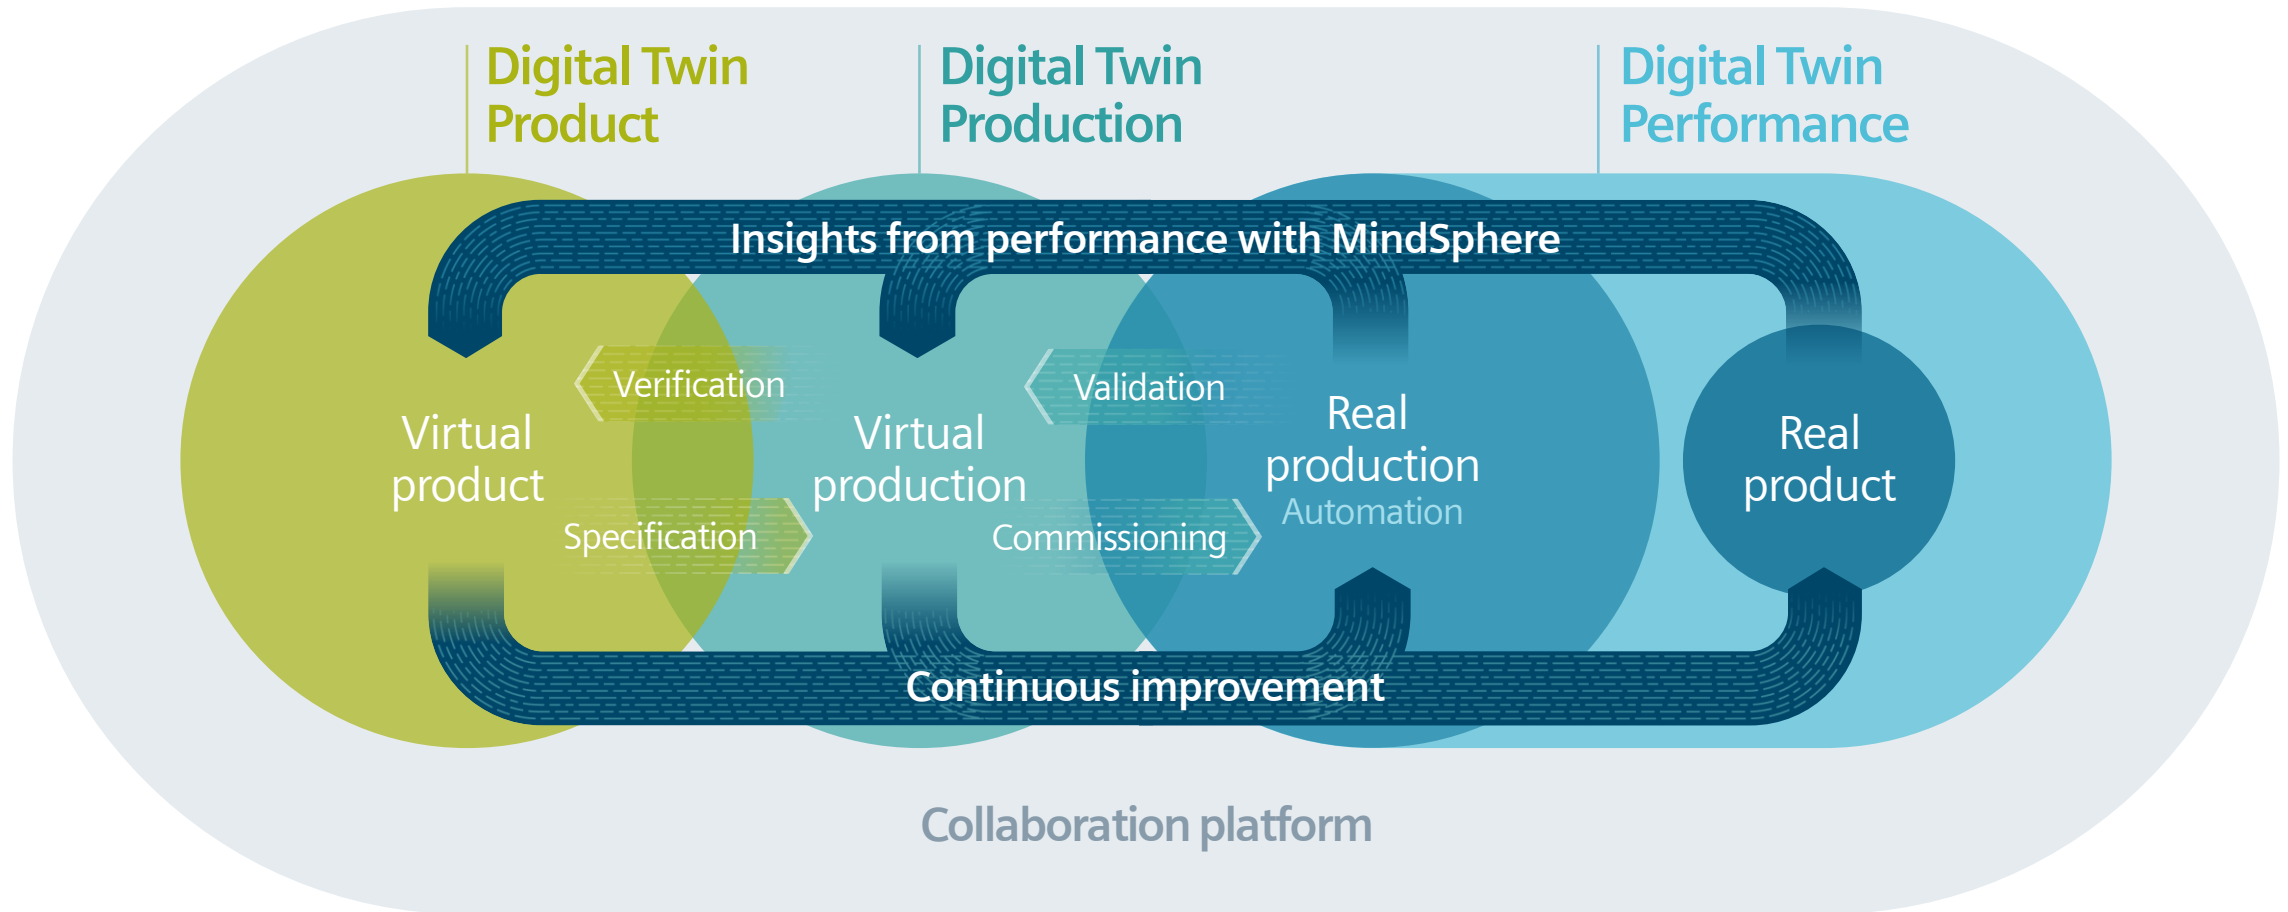 Digital Twin
Product
Digital Twin
Production
Digital Twin
Performance
Insights from performance with MindSphere
Verification
Validation
Virtual
product
Virtual
production
Real
production
Automation
Real
product
Specification
Commissioning
Continuous improvement
Collaboration platform